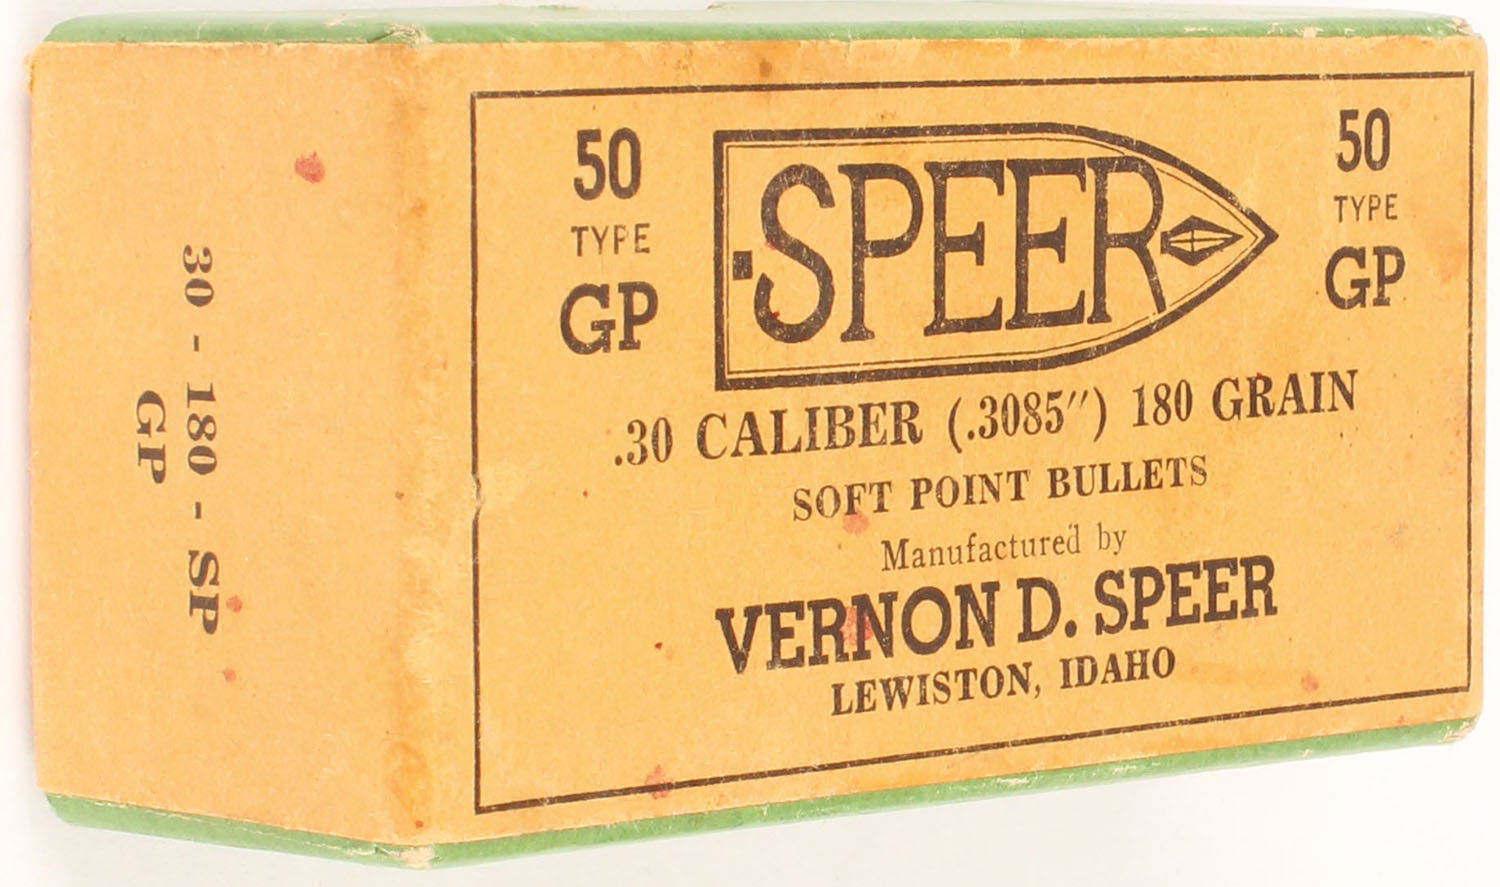 30 - 180 - SP
GP
50
TYPE
GP
SPEER
50
TYPE
GP
.30 CALIBER (.3085") 180 GRAIN
SOFT POINT BULLETS
Manufactured by
VERNON D. SPEER
LEWISTON, IDAHO